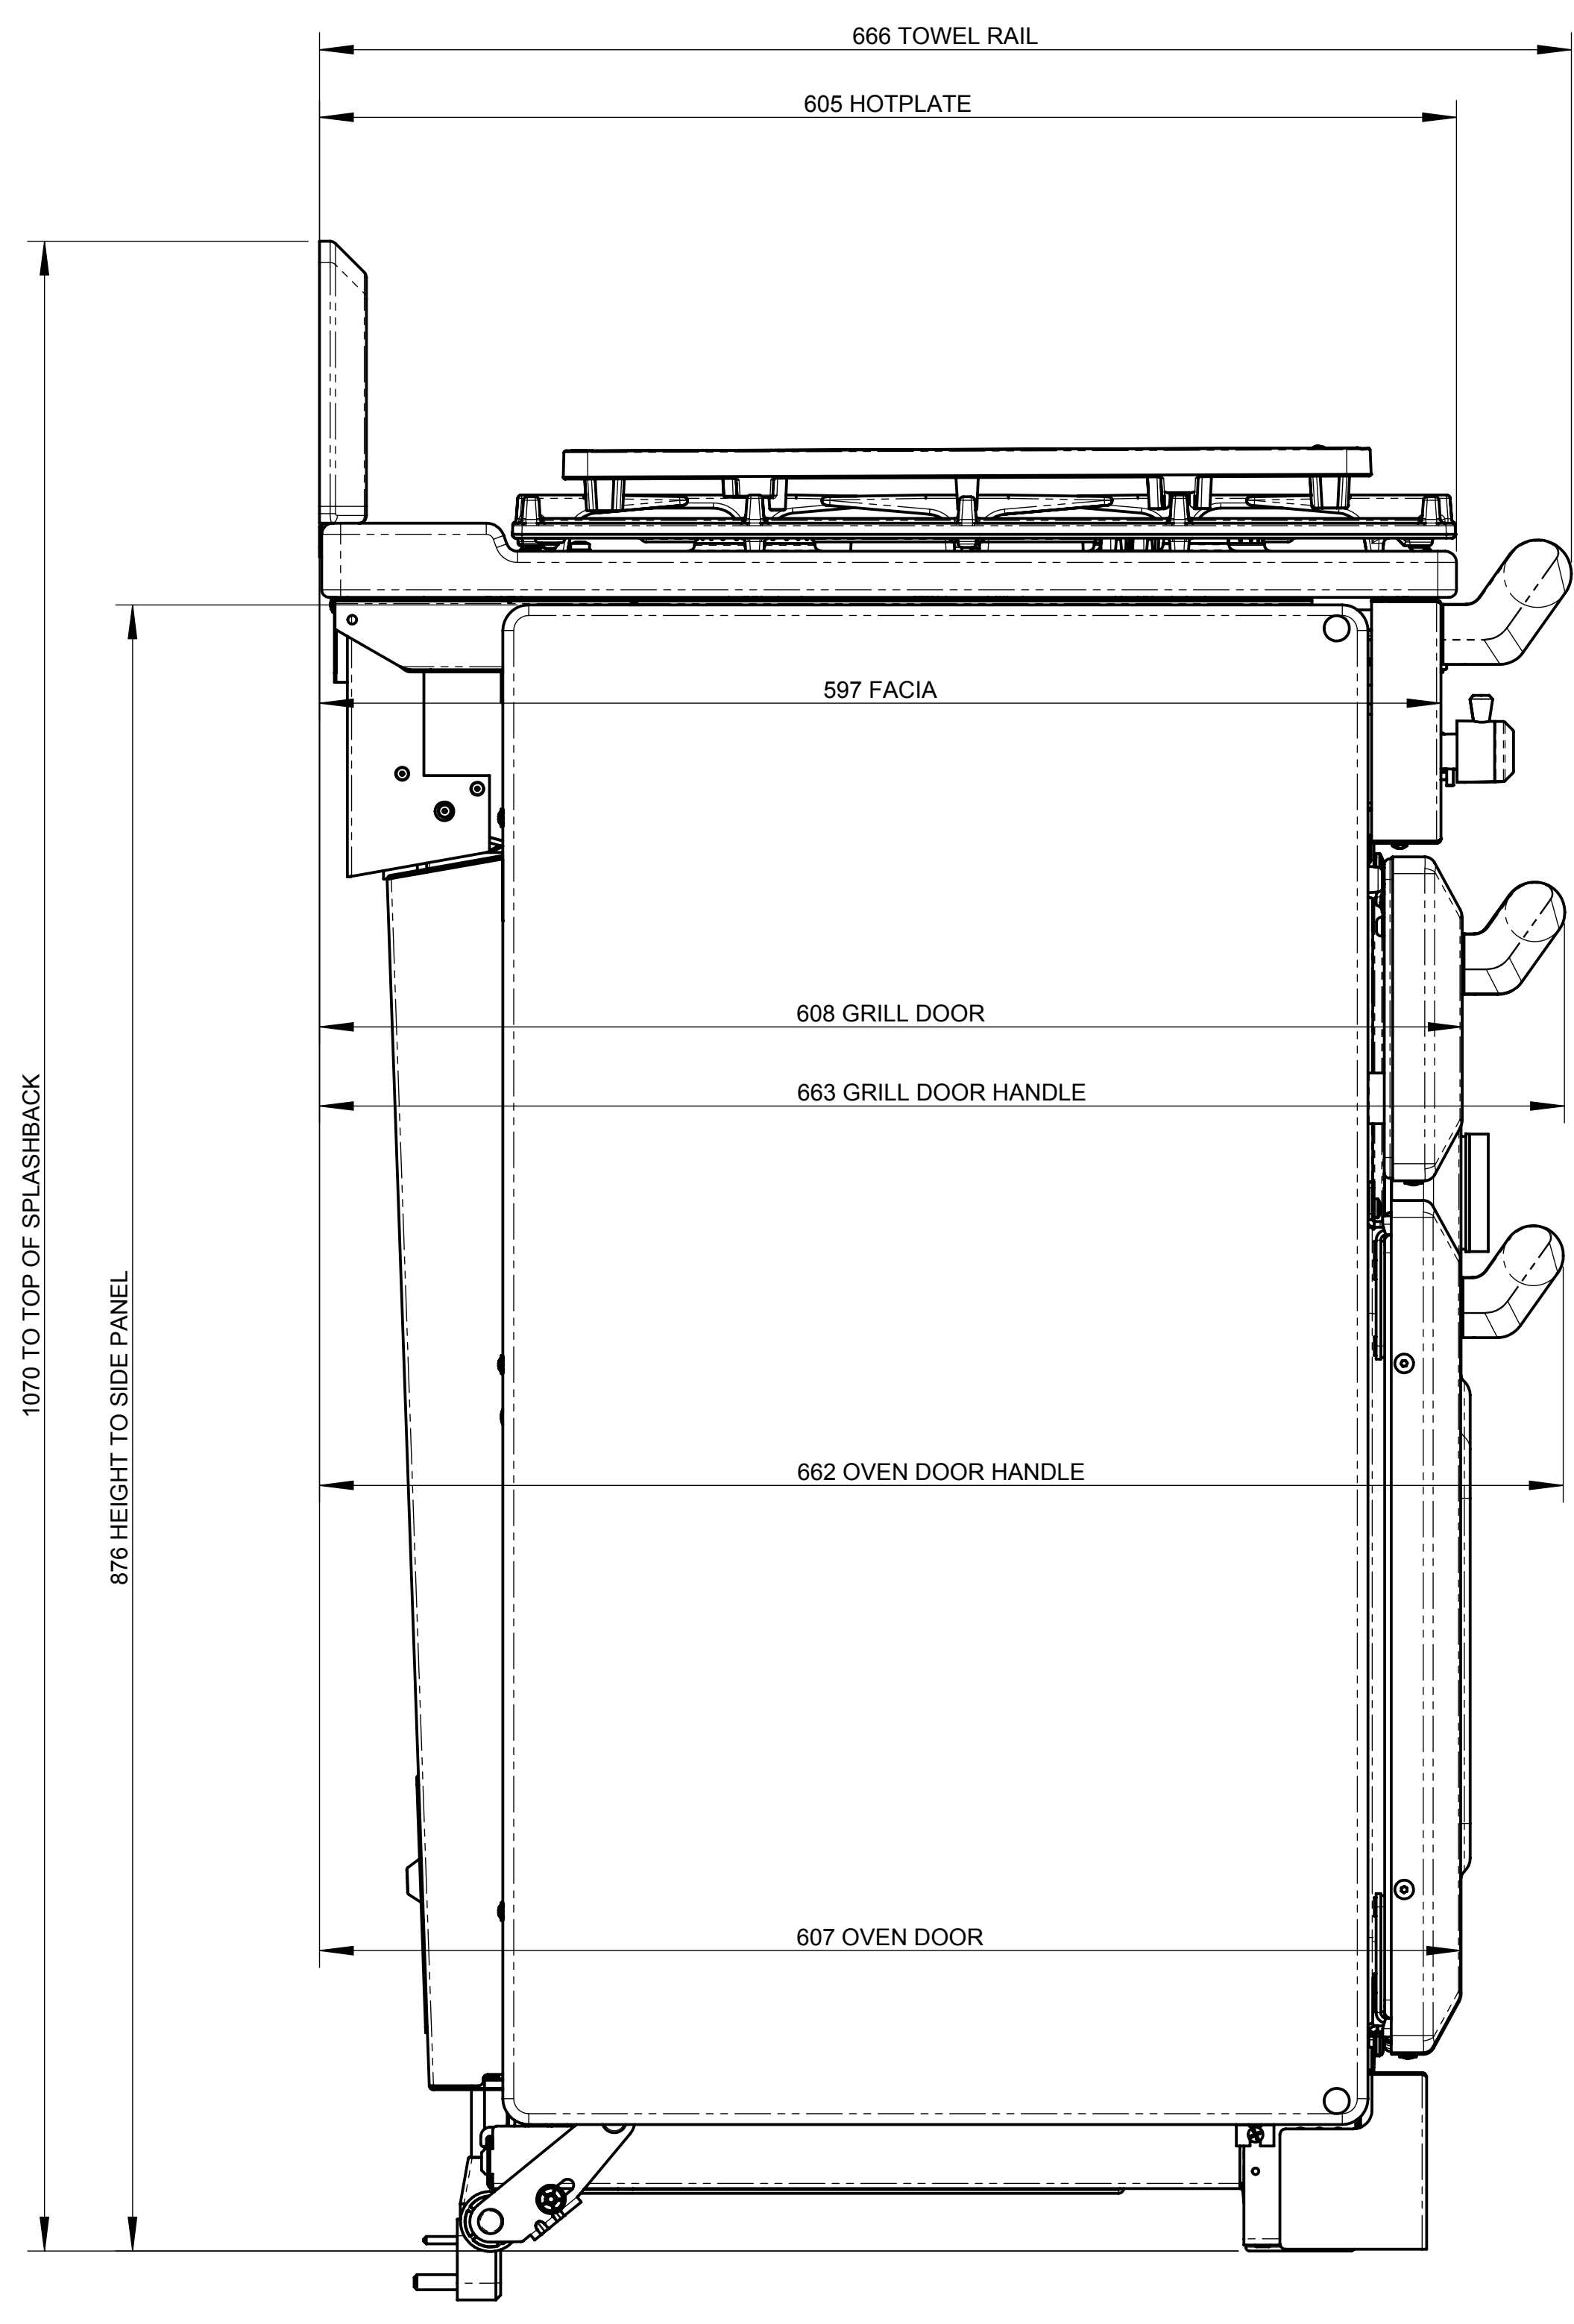 666 TOWEL RAIL
605 HOTPLATE
597 FACIA
608 GRILL DOOR
663 GRILL DOOR HANDLE
1070 TO TOP OF SPLASHBACK
876 HEIGHT TO SIDE PANEL
662 OVEN DOOR HANDLE
607 OVEN DOOR